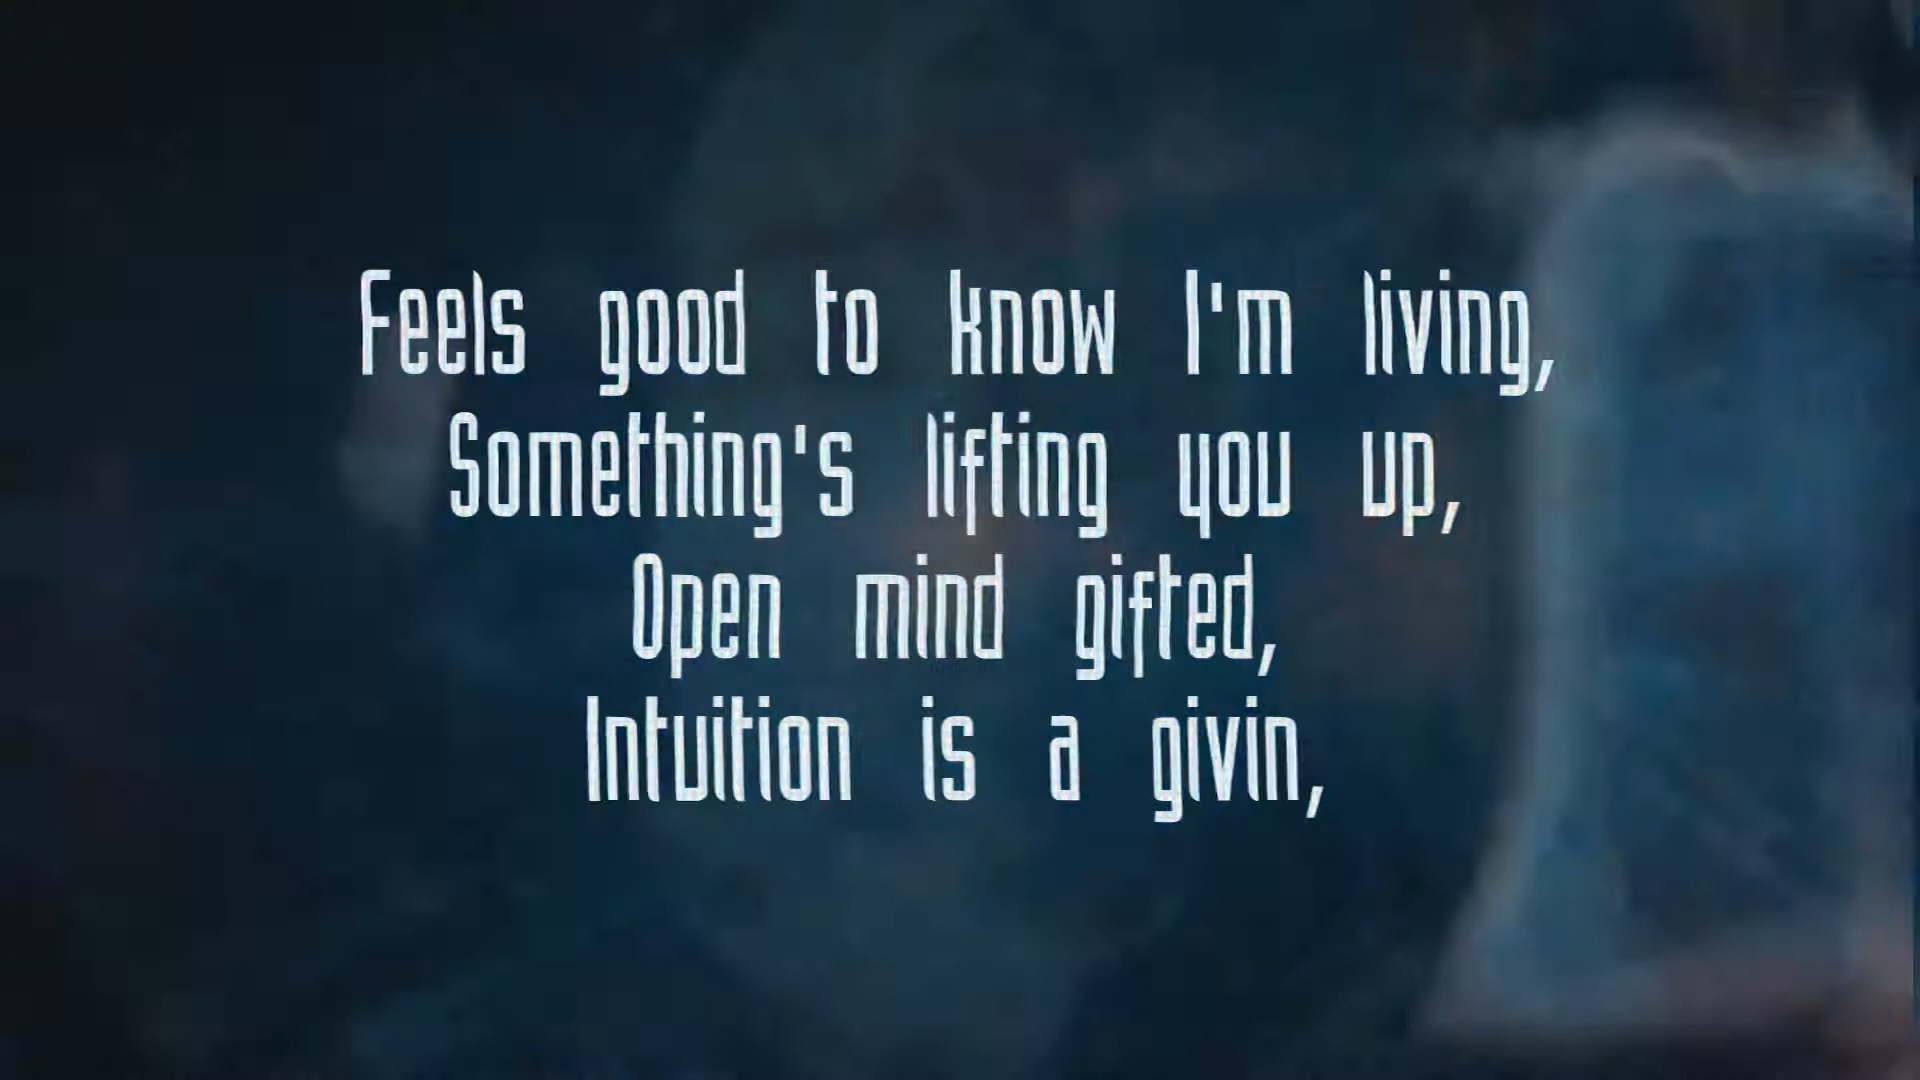 Feels good to know I'm living,
Something's lifting you up,
Open mind gifted,
Intuition is a givin,